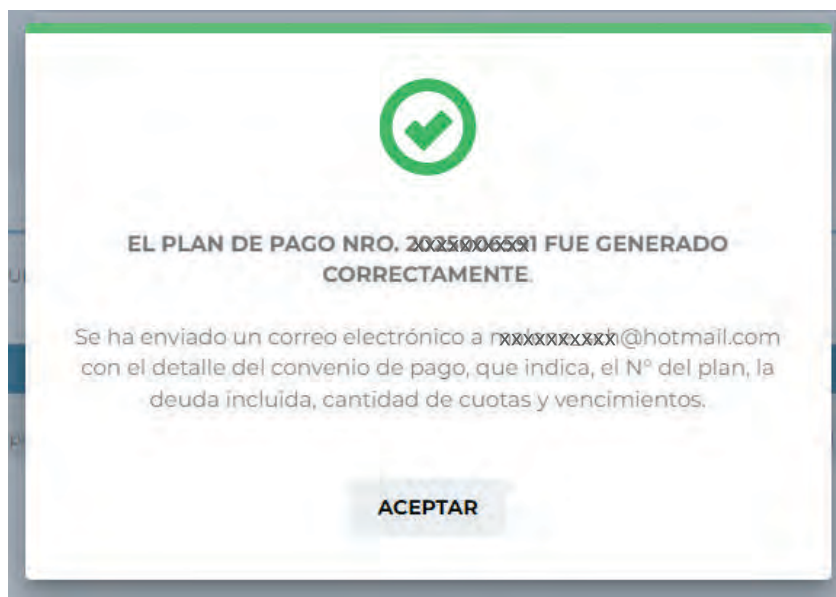 EL PLAN DE PAGO NRO. FUE GENERADO
CORRECTAMENTE.
Se ha enviado un correo electrónico a @hotmail.com
con el detalle del convenio de pago, que indica, el N° del plan, la
deuda incluida, cantidad de cuotas y vencimientos.
ACEPTAR